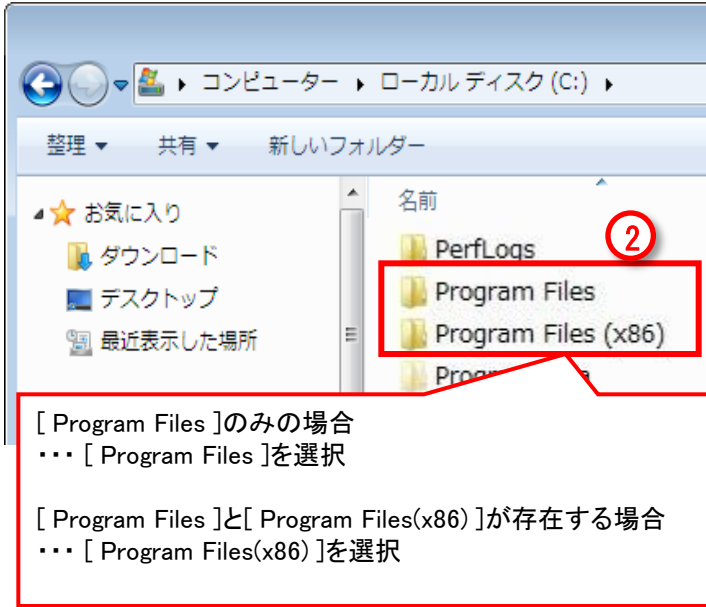 コンピューター ▸ ローカル ディスク (C:) ▸
整理 ▼ 共有 ▼ 新しいフォルダー
お気に入り
ダウンロード
デスクトップ
最近表示した場所
名前
②
PerfLogs
Program Files
Program Files (x86)
[ Program Files ]のみの場合
・・・ [ Program Files ]を選択
[ Program Files ]と[ Program Files(x86) ]が存在する場合
・・・ [ Program Files(x86) ]を選択